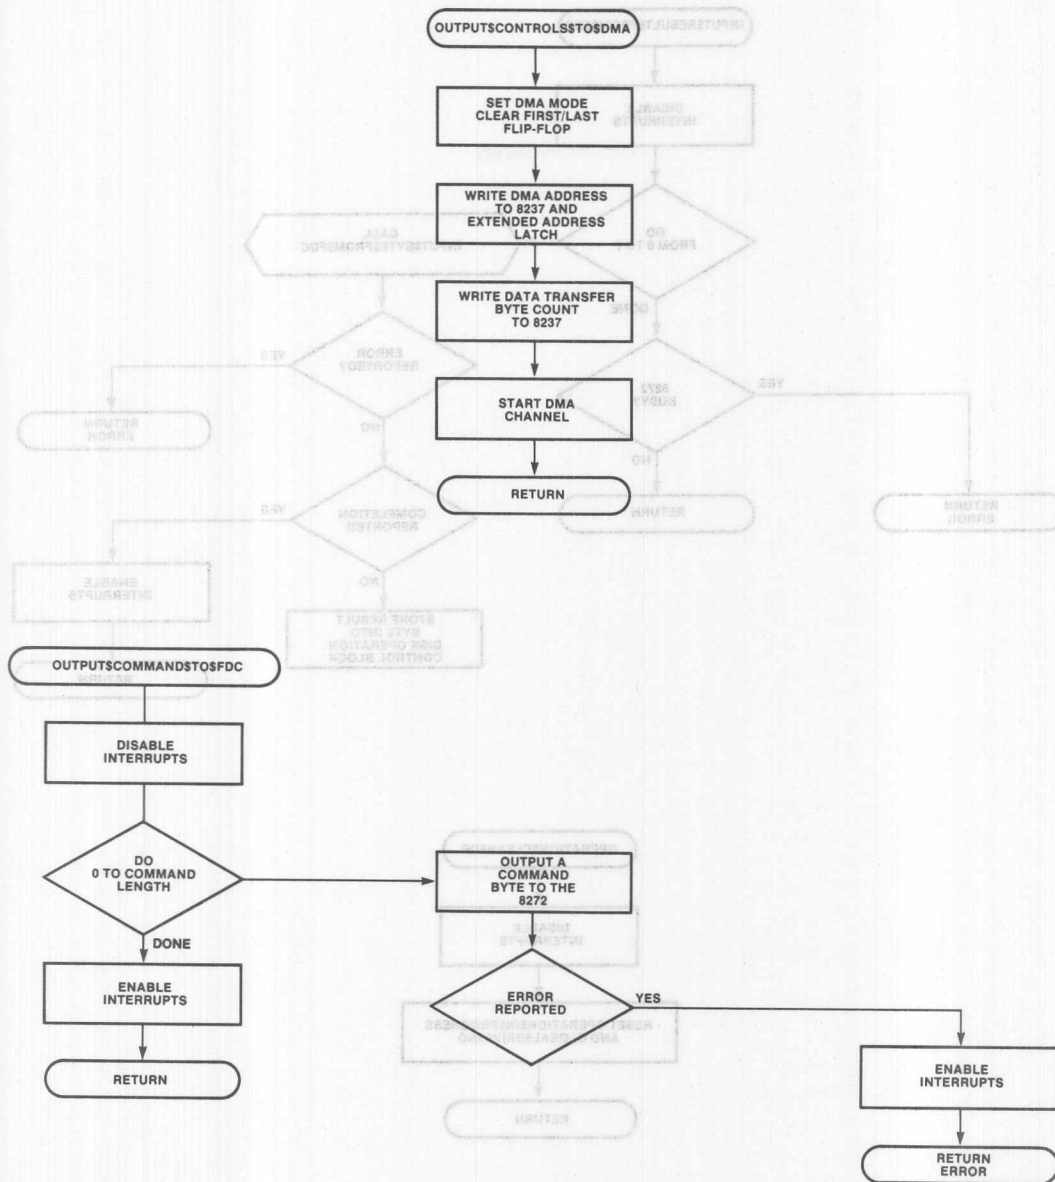 OUTPUT$CONTROLS$TO$DMA
SET DMA MODE
CLEAR FIRST/LAST
FLIP-FLOP
WRITE DMA ADDRESS
TO 8237 AND
EXTENDED ADDRESS
LATCH
WRITE DATA TRANSFER
BYTE COUNT
TO 8237
START DMA
CHANNEL
RETURN
OUTPUT$COMMAND$TO$FDC
DISABLE
INTERRUPTS
DO
0 TO COMMAND
LENGTH
DONE
ENABLE
INTERRUPTS
RETURN
OUTPUT A
COMMAND
BYTE TO THE
8272
ERROR
REPORTED
YES
ENABLE
INTERRUPTS
RETURN
ERROR